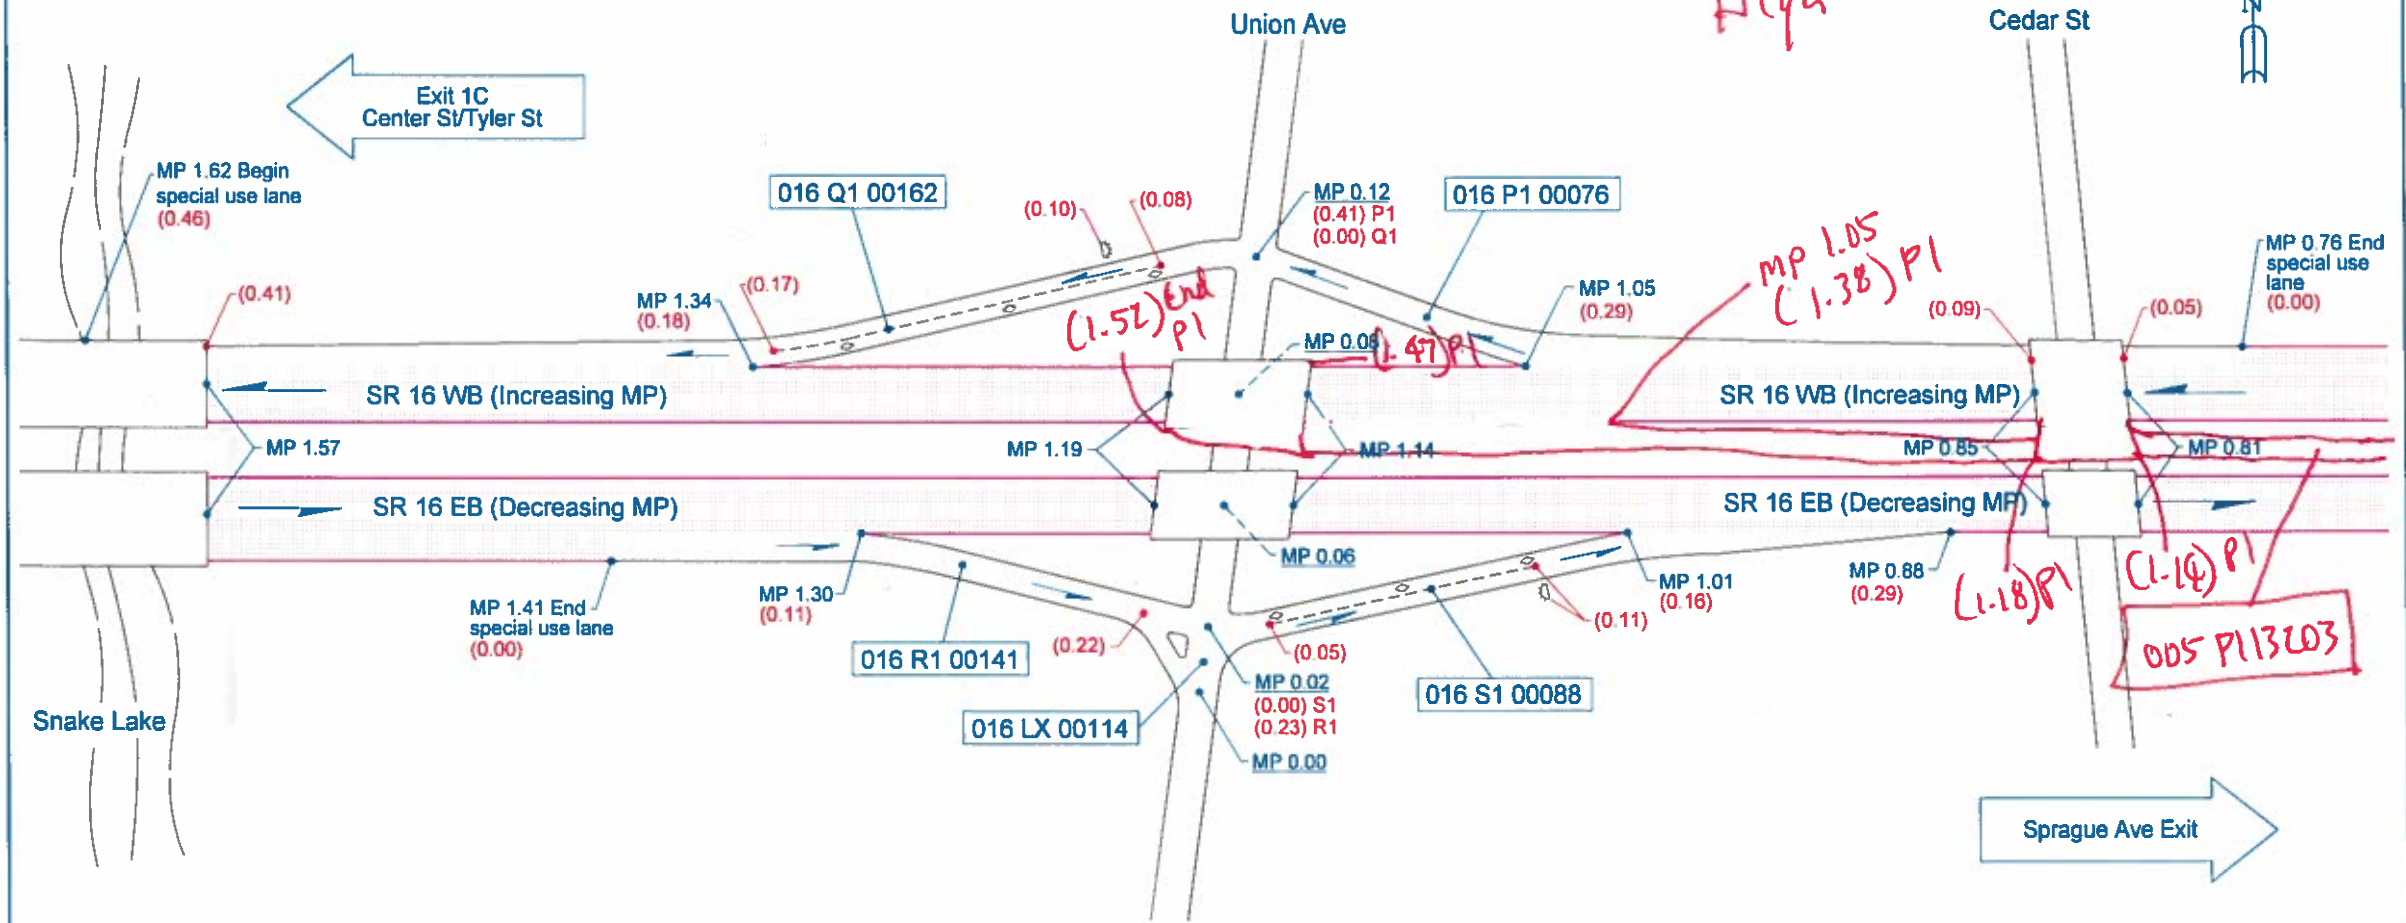 Union Ave
Cedar St
N
Exit 1C
Center St/Tyler St
MP 1.62 Begin
special use lane
(0.46)
016 Q1 00162
(0.10)
(0.08)
MP 0.12
(0.41) P1
(0.00) Q1
016 P1 00076
MP 1.05
(1.38) P1
MP 0.76 End
special use
lane
(0.00)
(0.41)
MP 1.34
(0.18)
(0.17)
(1.52) End
P1
MP 1.05
(0.29)
(0.09)
(0.05)
MP 0.08
(1.47) P1
SR 16 WB (Increasing MP)
SR 16 WB (Increasing MP)
MP 1.57
MP 1.19
MP 1.14
MP 0.85
MP 0.81
SR 16 EB (Decreasing MP)
SR 16 EB (Decreasing MP)
MP 0.06
MP 1.41 End
special use lane
(0.00)
MP 1.30
(0.11)
016 R1 00141
(0.22)
(0.05)
(0.11)
MP 1.01
(0.16)
MP 0.88
(0.29)
(1.18) P1
(1.14) P1
005 P113203
016 LX 00114
MP 0.02
(0.00) S1
(0.23) R1
MP 0.00
016 S1 00088
Snake Lake
Sprague Ave Exit